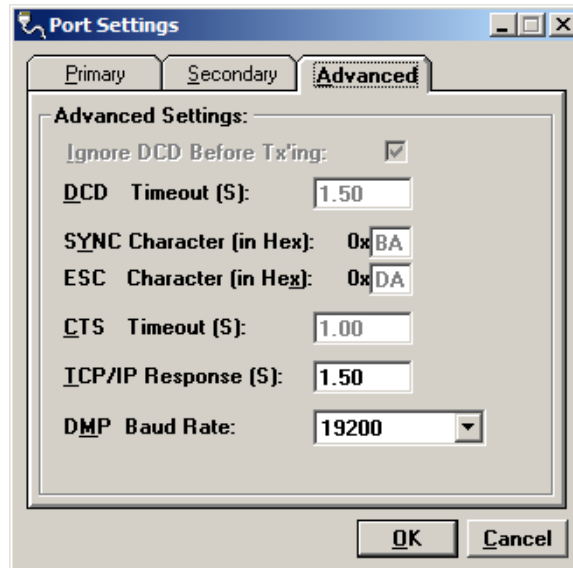 Port Settings
Primary Secondary Advanced
Advanced Settings:
Ignore DCD Before Tx'ing:
DCD Timeout (S): 1.50
SYNC Character (in Hex): 0x BA
ESC Character (in Hex): 0x DA
CTS Timeout (S): 1.00
TCP/IP Response (S): 1.50
DMP Baud Rate: 19200
OK Cancel